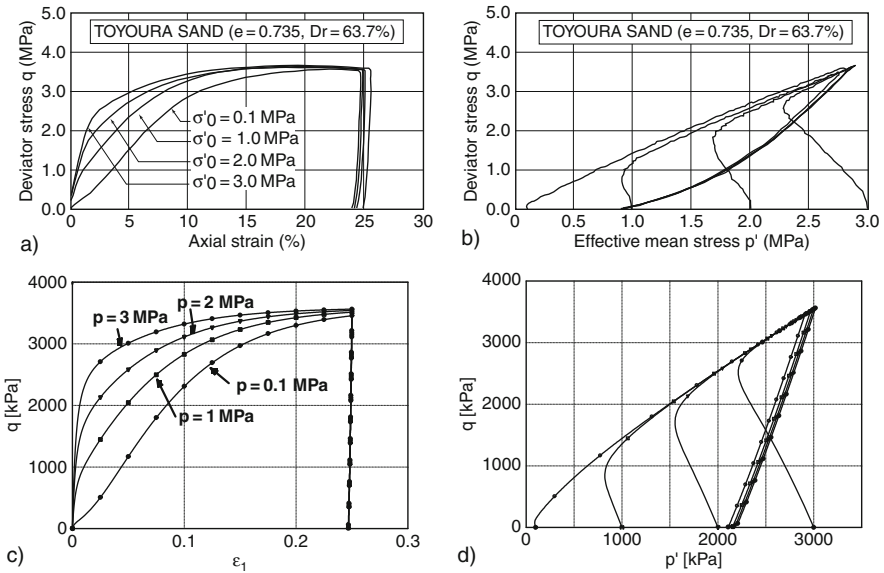 Deviator stress q (MPa)
5.0
4.0
3.0
2.0
1.0
0.0
TOYOURA SAND (e = 0.735, Dr = 63.7%)
σ'0 = 0.1 MPa
σ'0 = 1.0 MPa
σ'0 = 2.0 MPa
σ'0 = 3.0 MPa
0 5 10 15 20 25 30
Axial strain (%)
a)
Deviator stress q (MPa)
5.0
4.0
3.0
2.0
1.0
0.0
TOYOURA SAND (e = 0.735, Dr = 63.7%)
0.0 0.5 1.0 1.5 2.0 2.5 3.0
Effective mean stress p' (MPa)
b)
q [kPa]
4000
3000
2000
1000
0
p = 3 MPa
p = 2 MPa
p = 0.1 MPa
p = 1 MPa
0 0.1 0.2 0.3
ε1
c)
q [kPa]
4000
3000
2000
1000
0
0 1000 2000 3000
p' [kPa]
d)